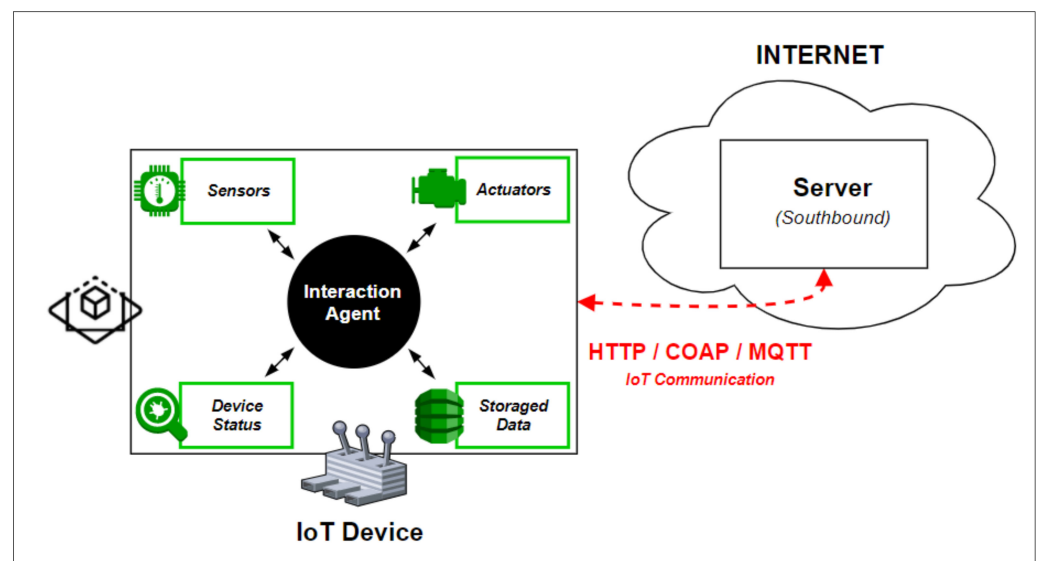 INTERNET
Server
(Southbound)
Sensors
Actuators
Interaction
Agent
HTTP / COAP / MQTT
IoT Communication
Device
Status
Storaged
Data
IoT Device